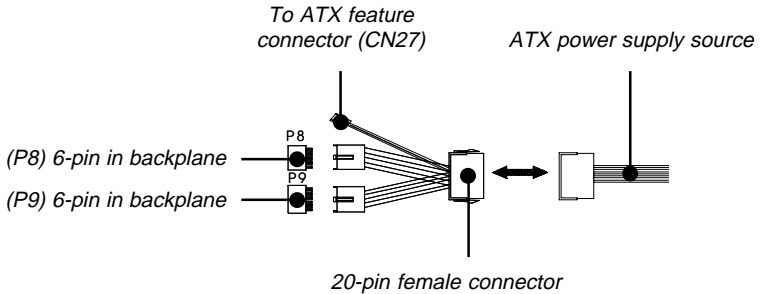 To ATX feature
connector (CN27)
ATX power supply source
P8
(P8) 6-pin in backplane
P9
(P9) 6-pin in backplane
20-pin female connector